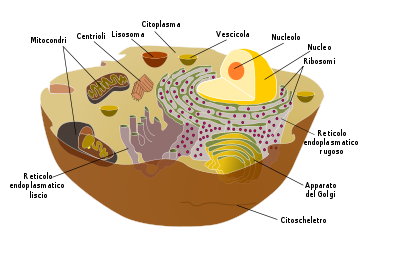 Citoplasma
Lisosoma
Vescicola
Centrioli
Nucleolo
Mitocondri
Nucleo
Ribosomi
Reticolo
endoplasmatico
rugoso
Reticolo
endoplasmatico
liscio
Apparato
del Golgi
Citoscheletro